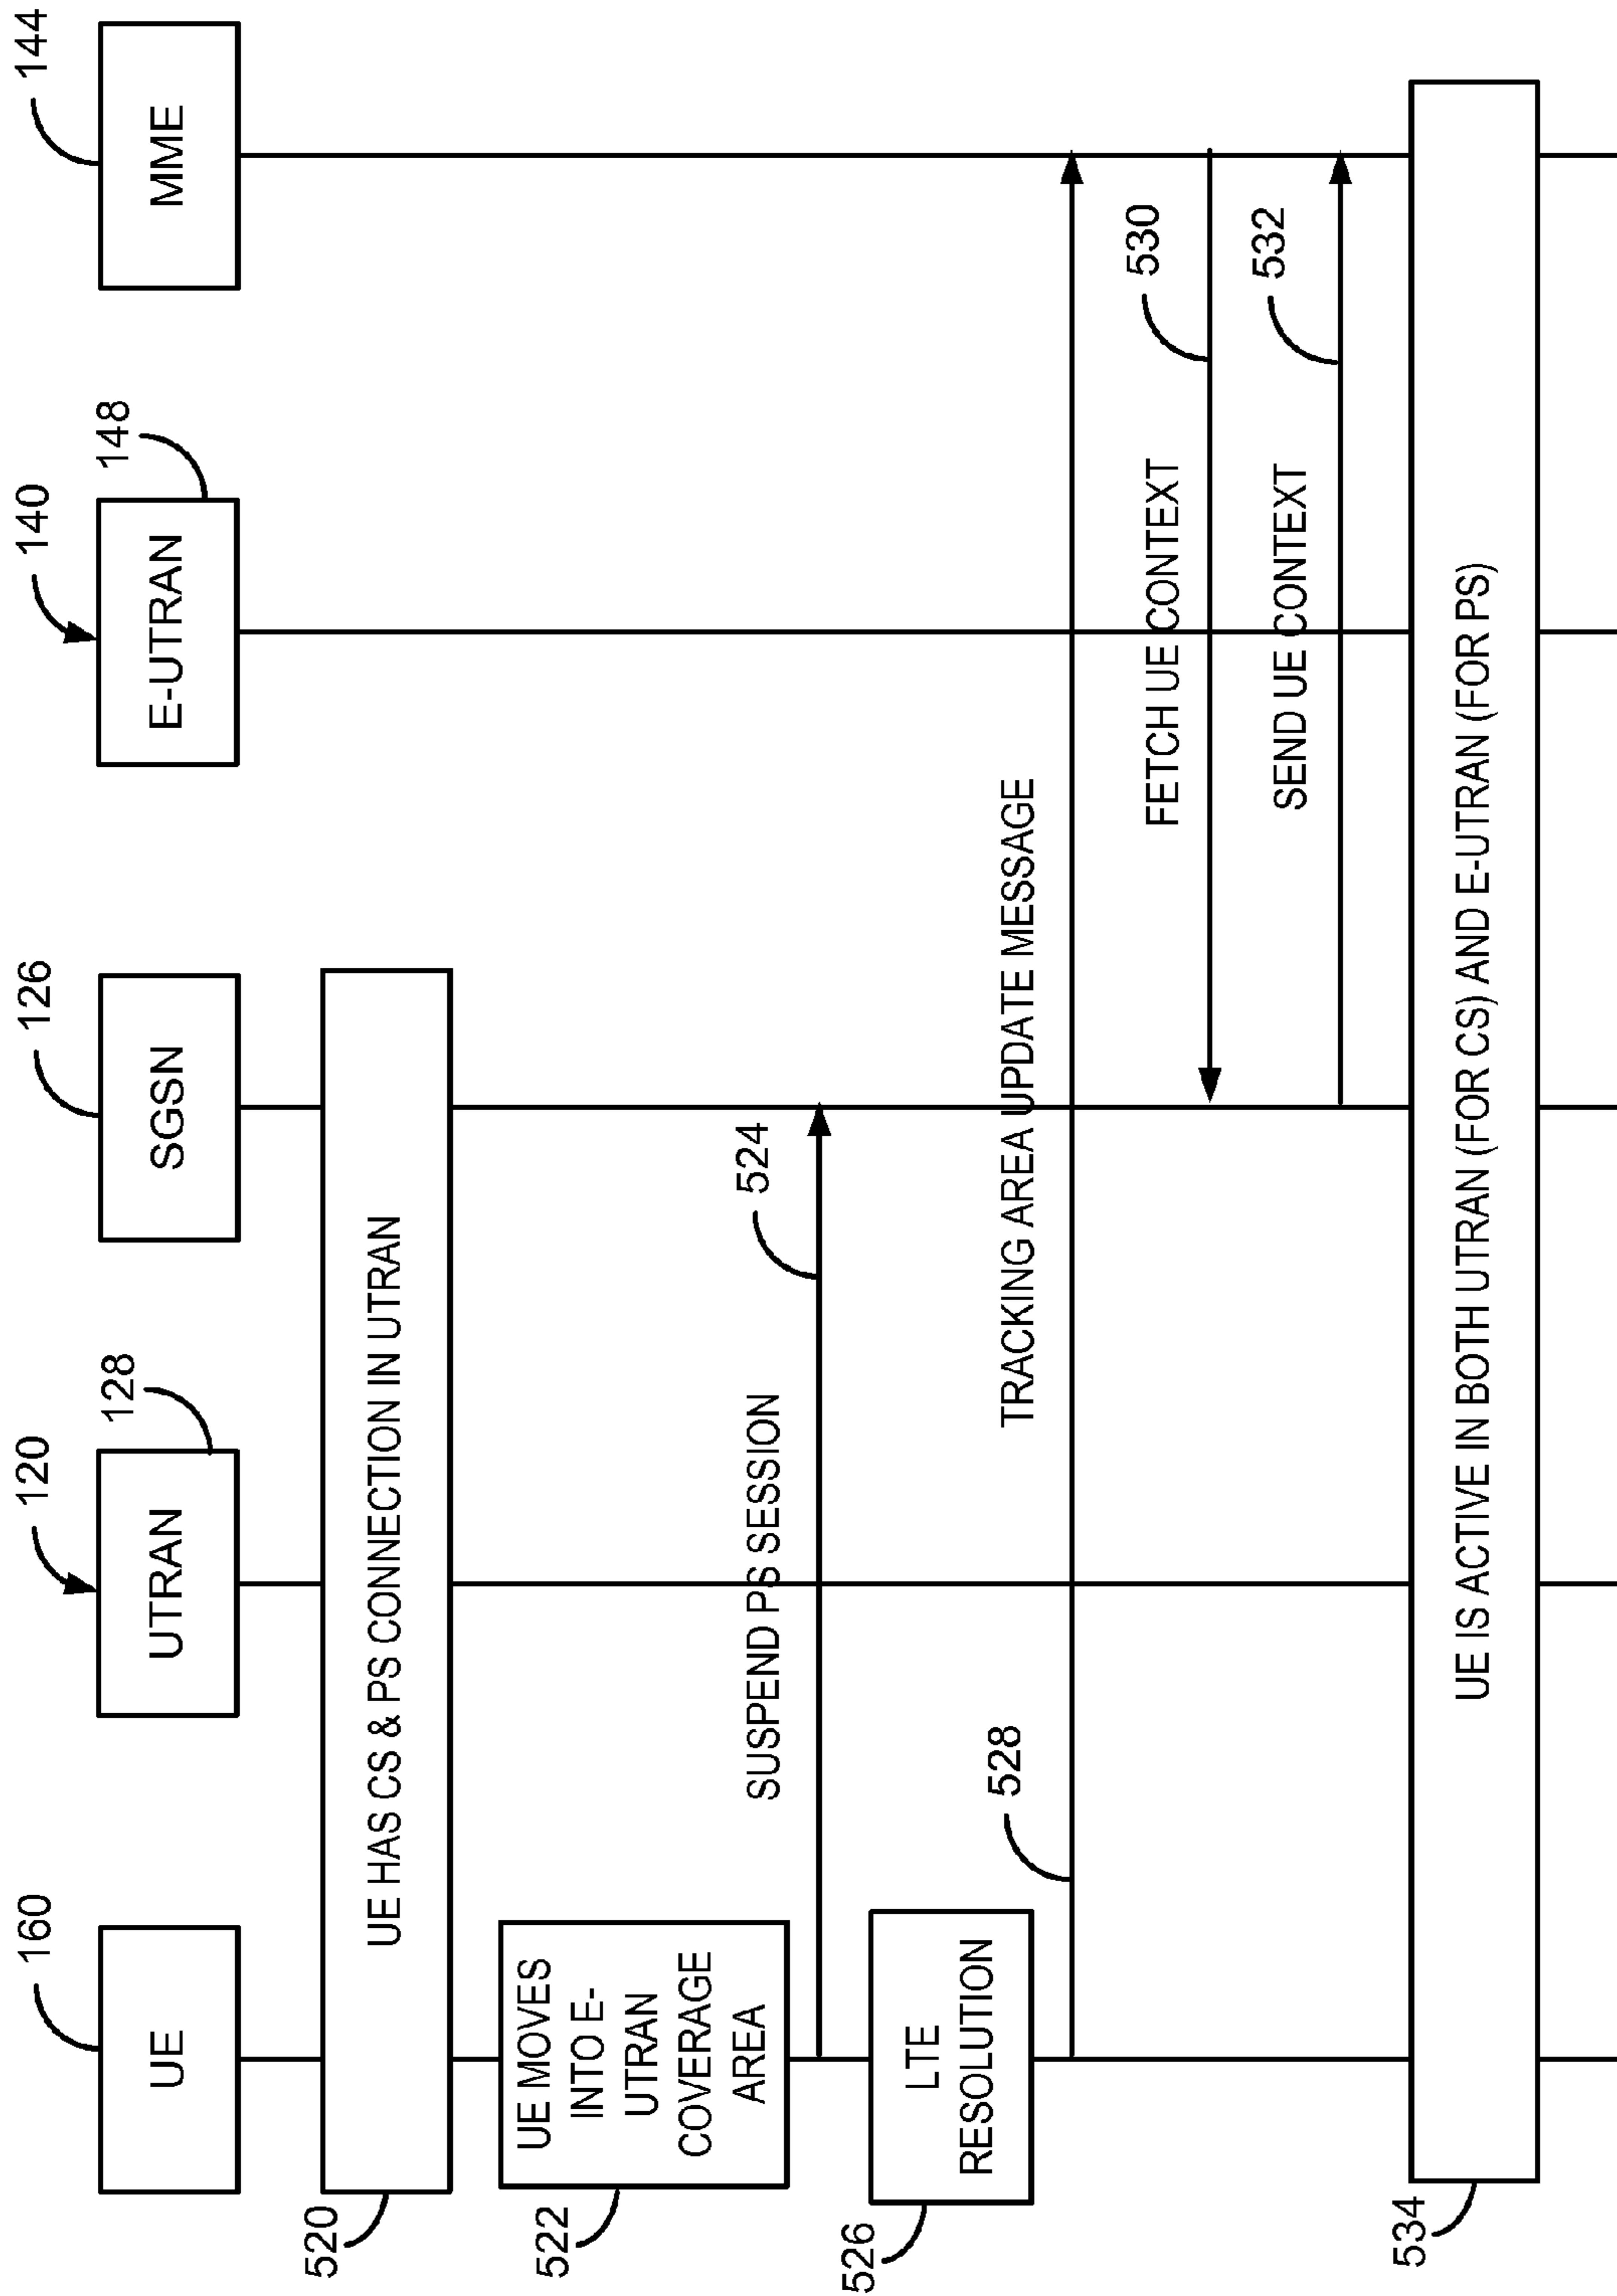 160
120
128
126
140
148
144
UE
UTRAN
SGSN
E-UTRAN
MME
520
UE HAS CS & PS CONNECTION IN UTRAN
522
UE MOVES
INTO E-
UTRAN
COVERAGE
AREA
SUSPEND PS SESSION
524
526
LTE
RESOLUTION
528
TRACKING AREA UPDATE MESSAGE
FETCH UE CONTEXT
530
SEND UE CONTEXT
532
534
UE IS ACTIVE IN BOTH UTRAN (FOR CS) AND E-UTRAN (FOR PS)